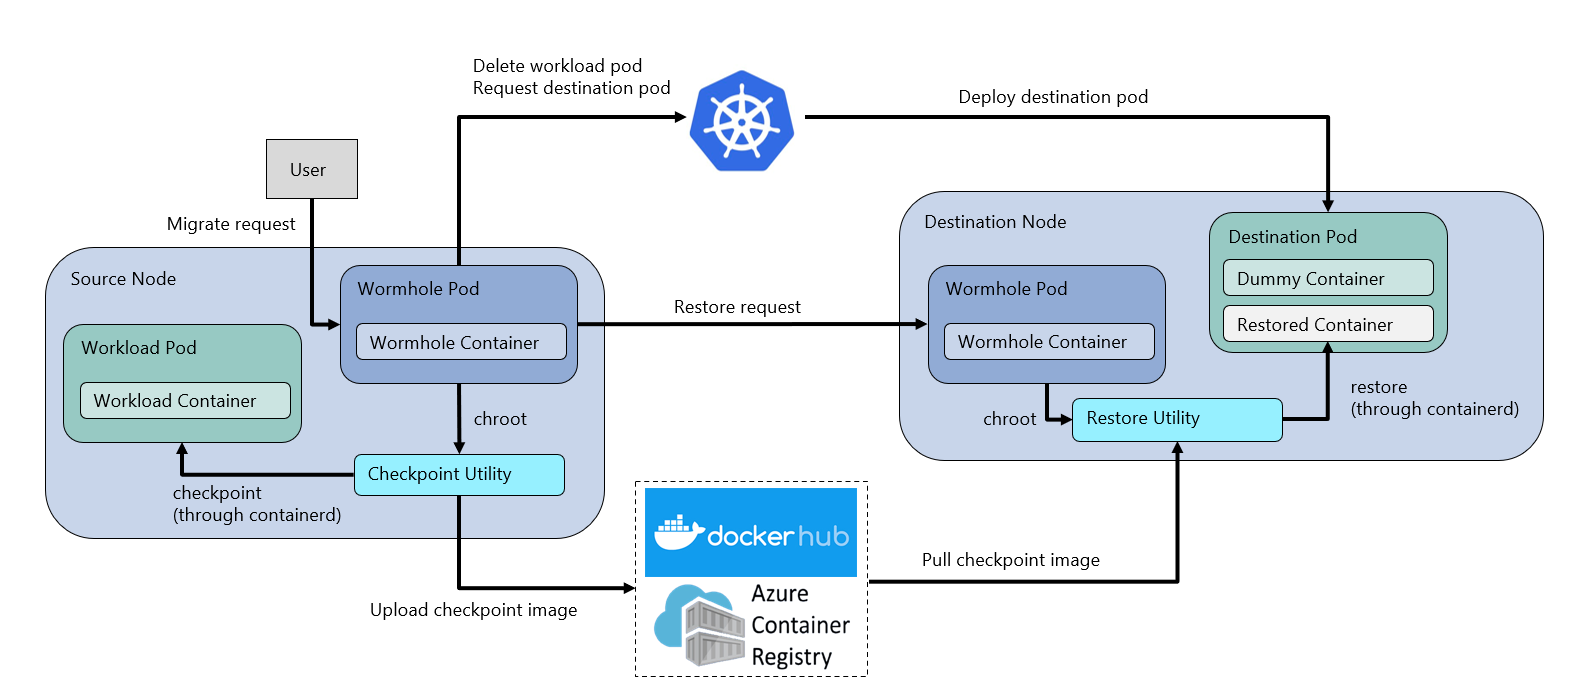 Delete workload pod
Request destination pod
Deploy destination pod
User
Migrate request
Source Node
Wormhole Pod
Wormhole Container
Workload Pod
Workload Container
chroot
Checkpoint Utility
checkpoint
(through containerd)
Restore request
Destination Node
Wormhole Pod
Wormhole Container
Destination Pod
Dummy Container
Restored Container
chroot
Restore Utility
restore
(through containerd)
Upload checkpoint image
dockerhub
Azure
Container
Registry
Pull checkpoint image